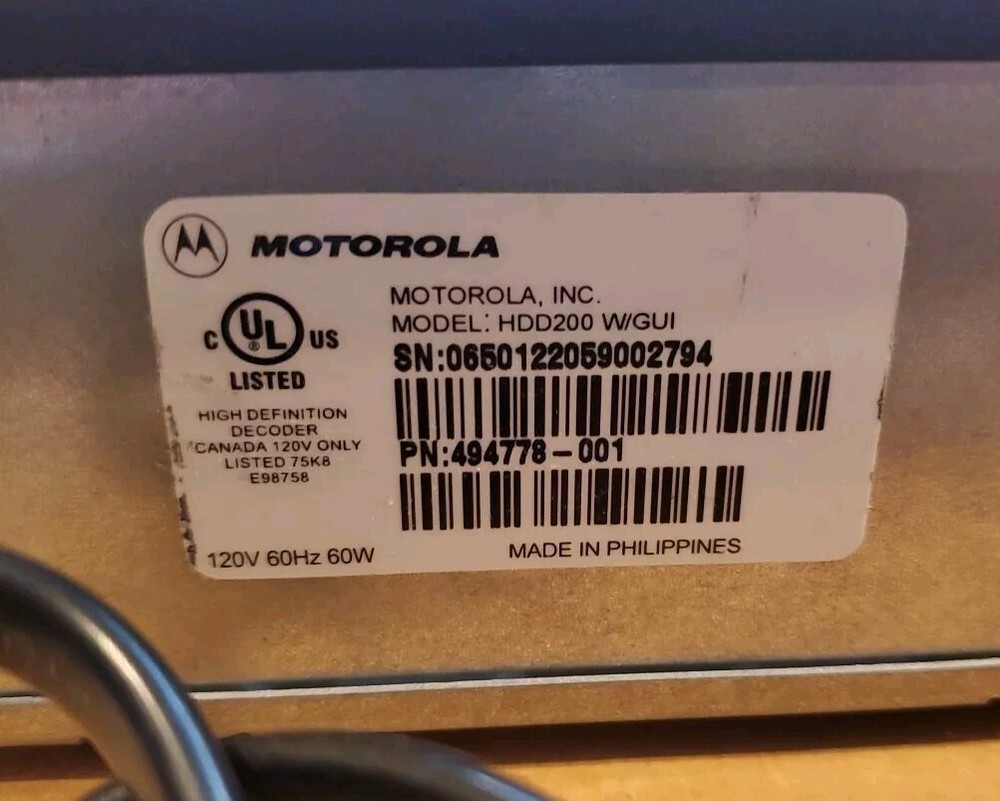 MOTOROLA
MOTOROLA, INC.
MODEL: HDD200 W/GUI
SN:0650122059002794
C UL® US
LISTED
HIGH DEFINITION
DECODER
CANADA 120V ONLY
LISTED 75K8
E98758
PN:494778-001
120V 60Hz 60W
MADE IN PHILIPPINES